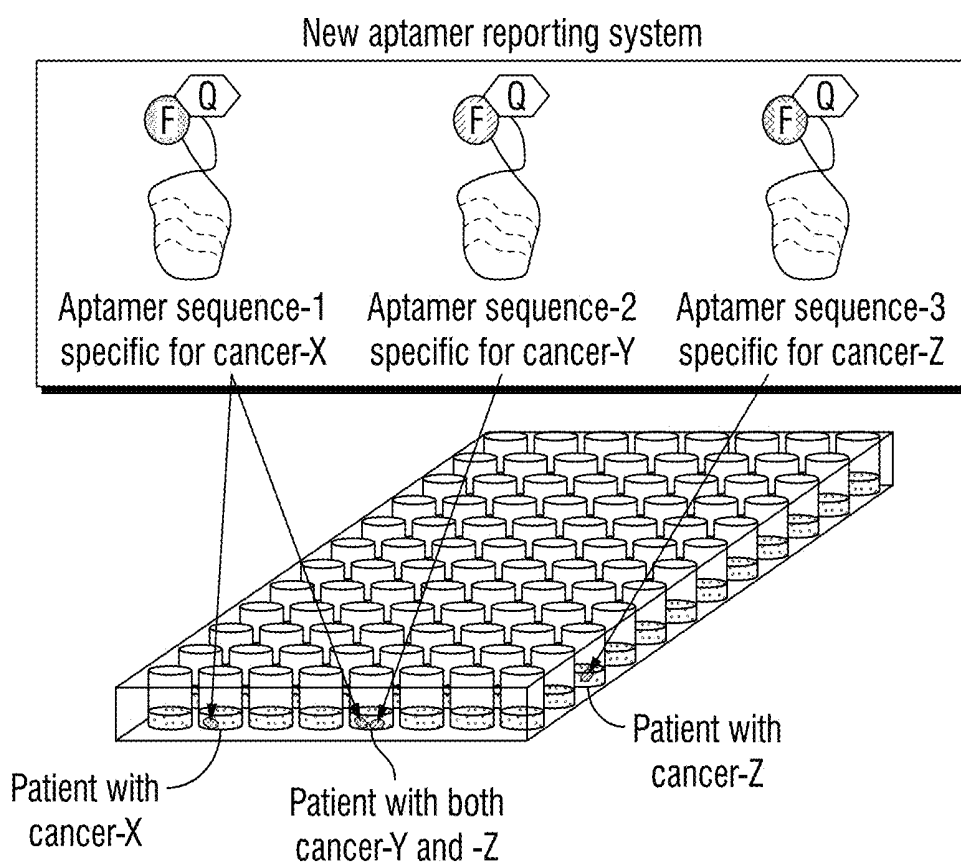 New aptamer reporting system
Q Q Q
F F F
Aptamer sequence-1
specific for cancer-X
Aptamer sequence-2
specific for cancer-Y
Aptamer sequence-3
specific for cancer-Z
Patient with
cancer-X
Patient with both
cancer-Y and -Z
Patient with
cancer-Z